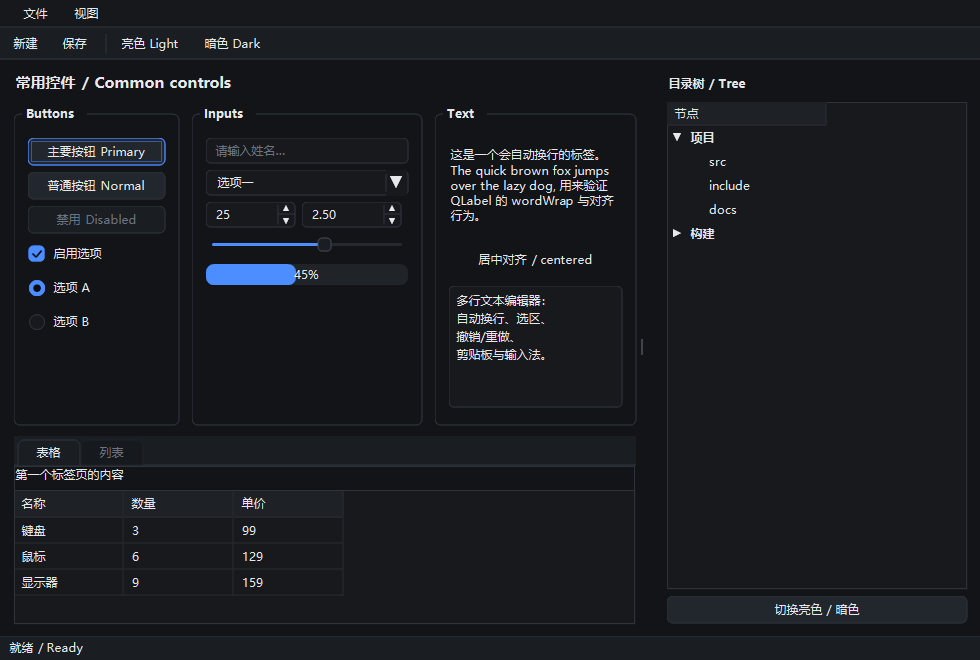 文件 视图
新建 保存 亮色 Light 暗色 Dark
常用控件 / Common controls
Buttons
主要按钮 Primary
普通按钮 Normal
禁用 Disabled
启用选项
选项 A
选项 B
Inputs
请输入姓名...
选项一
25 2.50
45%
Text
这是一个会自动换行的标签。
The quick brown fox jumps
over the lazy dog, 用来验证
QLabel 的 wordWrap 与对齐
行为。
居中对齐 / centered
多行文本编辑器：
自动换行、选区、
撤销/重做、
剪贴板与输入法。
表格 列表
第一个标签页的内容
名称 数量 单价
键盘 3 99
鼠标 6 129
显示器 9 159
目录树 / Tree
节点
项目
src
include
docs
构建
切换亮色 / 暗色
就绪 / Ready